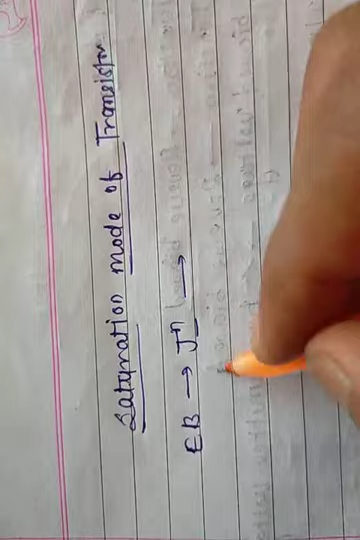 Saturation mode of Transistor
EB → Jⁿ →